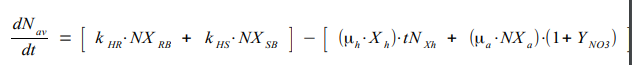 dN_av/dt = [ k_HR·NX_RB + k_HS·NX_SB ] − [ (μ_h·X_h)·tN_Xh + (μ_a·NX_a)·(1+Y_NO3) ]